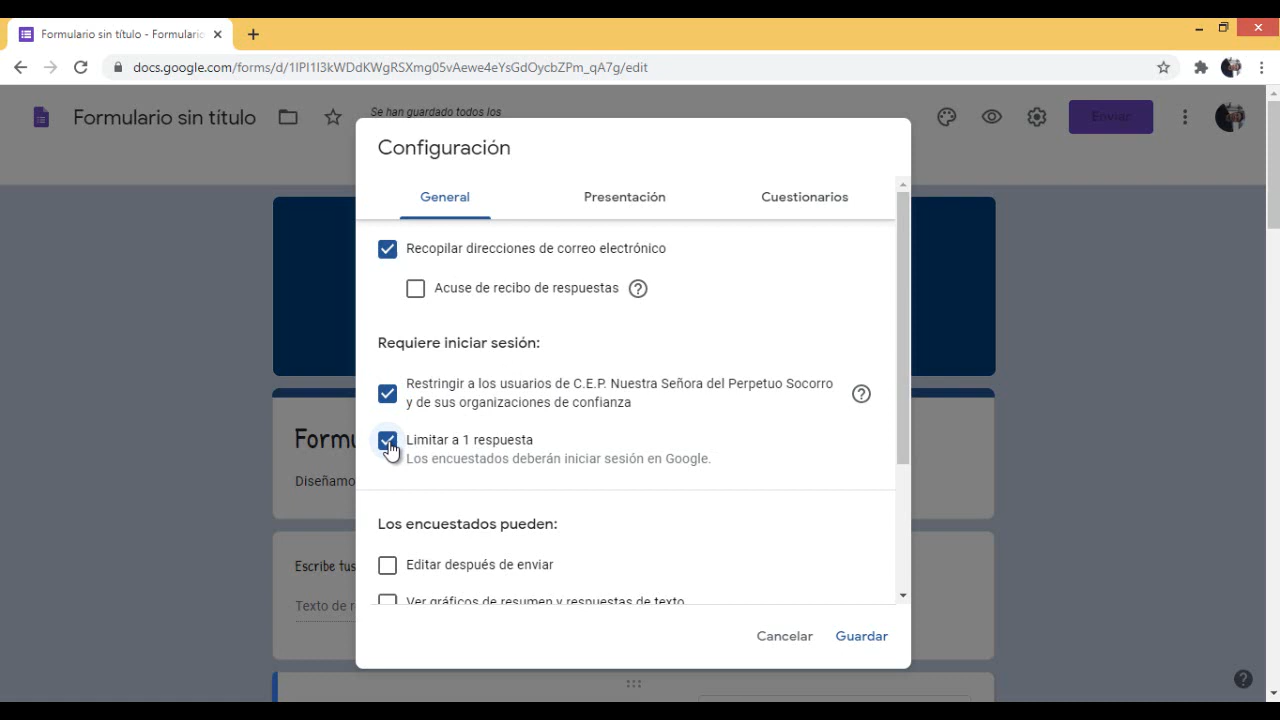 Formulario sin título - Formulario
docs.google.com/forms/d/1IPI1I3kWDdKWgRSXmg05vAewe4eYsGdOycbZPm_qA7g/edit
Formulario sin título
Se han guardado todos los
Enviar
Configuración
General
Presentación
Cuestionarios
Recopilar direcciones de correo electrónico
Acuse de recibo de respuestas
Requiere iniciar sesión:
Restringir a los usuarios de C.E.P. Nuestra Señora del Perpetuo Socorro
y de sus organizaciones de confianza
Limitar a 1 respuesta
Los encuestados deberán iniciar sesión en Google.
Formu
Diseñamo
Los encuestados pueden:
Escribe tus
Editar después de enviar
Texto de r
Ver gráficos de resumen y respuestas de texto
Cancelar
Guardar